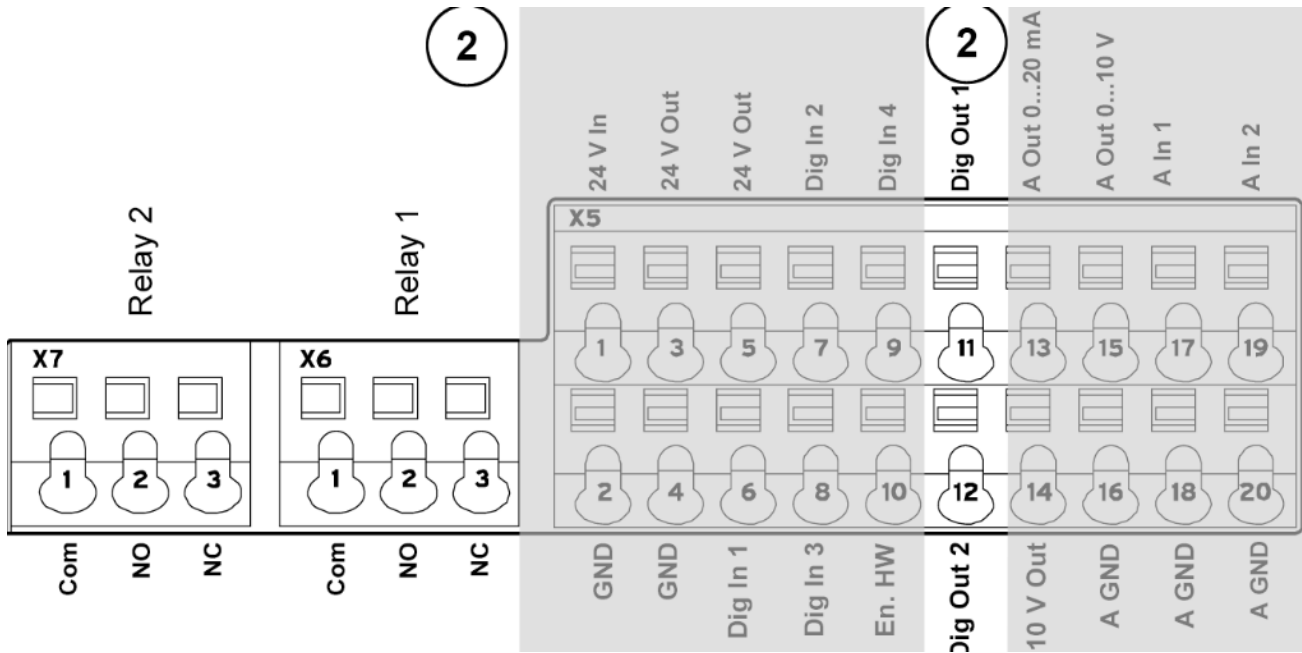 2
2
24 V In
24 V Out
24 V Out
Dig In 2
Dig In 4
Dig Out 1
A Out 0...20 mA
A Out 0...10 V
A In 1
A In 2
Relay 2
Relay 1
X5
1 3 5 7 9 11 13 15 17 19
X7
X6
1 2 3
1 2 3
2 4 6 8 10 12 14 16 18 20
Com
NO
NC
Com
NO
NC
GND
GND
Dig In 1
Dig In 3
En. HW
Dig Out 2
10 V Out
A GND
A GND
A GND